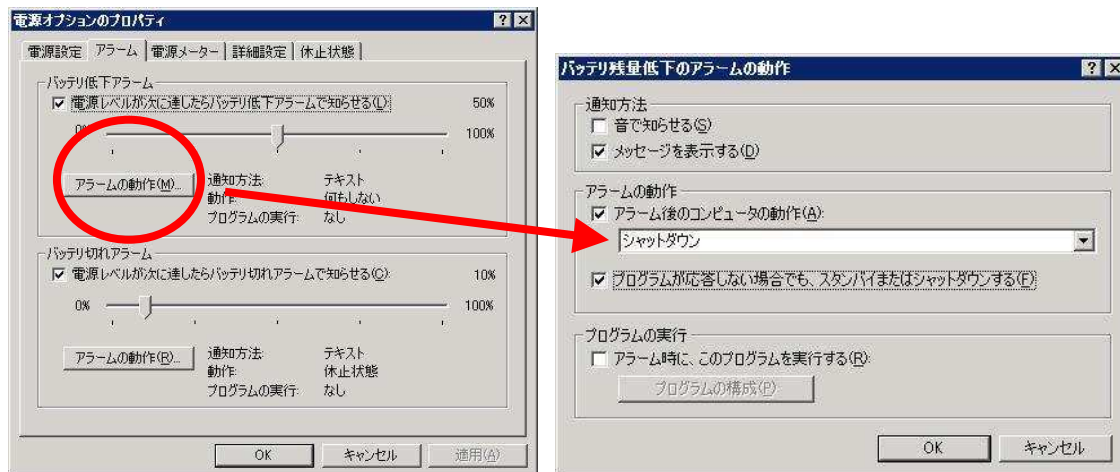 電源オプションのプロパティ
電源設定 アラーム 電源メーター 詳細設定 休止状態
バッテリ低下アラーム
電源レベルが次に達したらバッテリ低下アラームで知らせる(L): 50%
0% 100%
アラームの動作(M)... 通知方法: テキスト
動作: 何もしない
プログラムの実行: なし
バッテリ切れアラーム
電源レベルが次に達したらバッテリ切れアラームで知らせる(C): 10%
0% 100%
アラームの動作(R)... 通知方法: テキスト
動作: 休止状態
プログラムの実行: なし
OK キャンセル 適用(A)
バッテリ残量低下のアラームの動作
通知方法
音で知らせる(S)
メッセージを表示する(D)
アラームの動作
アラーム後のコンピュータの動作(A):
シャットダウン
プログラムが応答しない場合でも、スタンバイまたはシャットダウンする(F)
プログラムの実行
アラーム時に、このプログラムを実行する(R):
プログラムの構成(P)
OK キャンセル